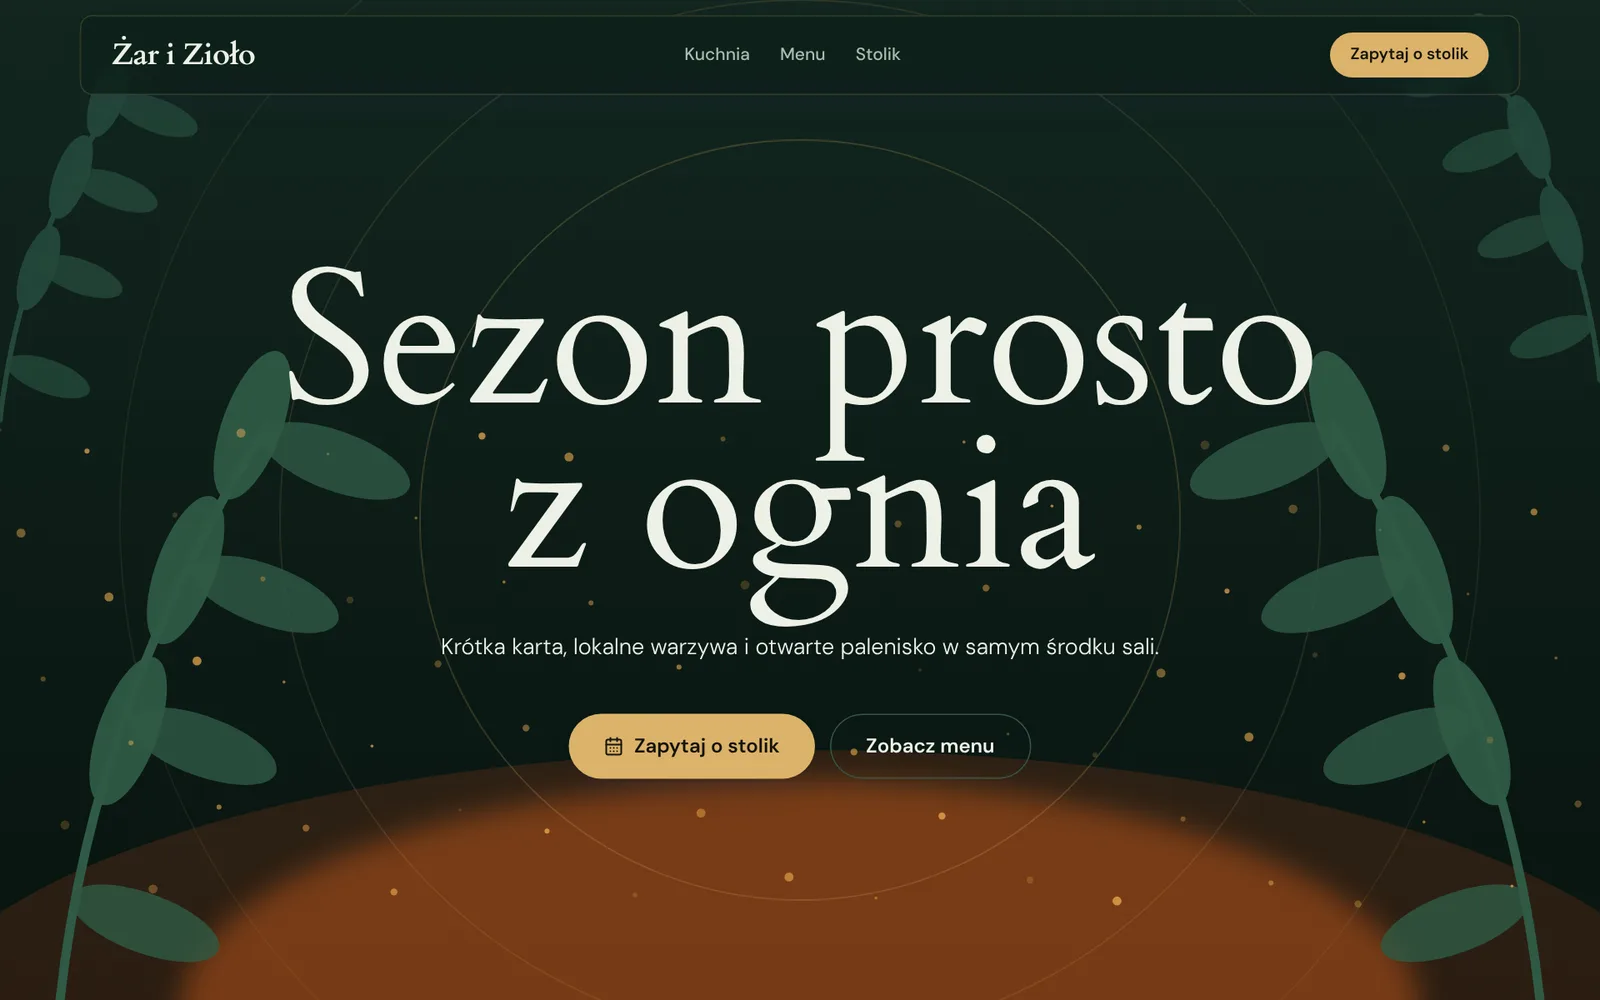 Żar i Zioło
Kuchnia
Menu
Stolik
Zapytaj o stolik
Sezon prosto
z ognia
Krótka karta, lokalne warzywa i otwarte palenisko w samym środku sali.
Zapytaj o stolik
Zobacz menu